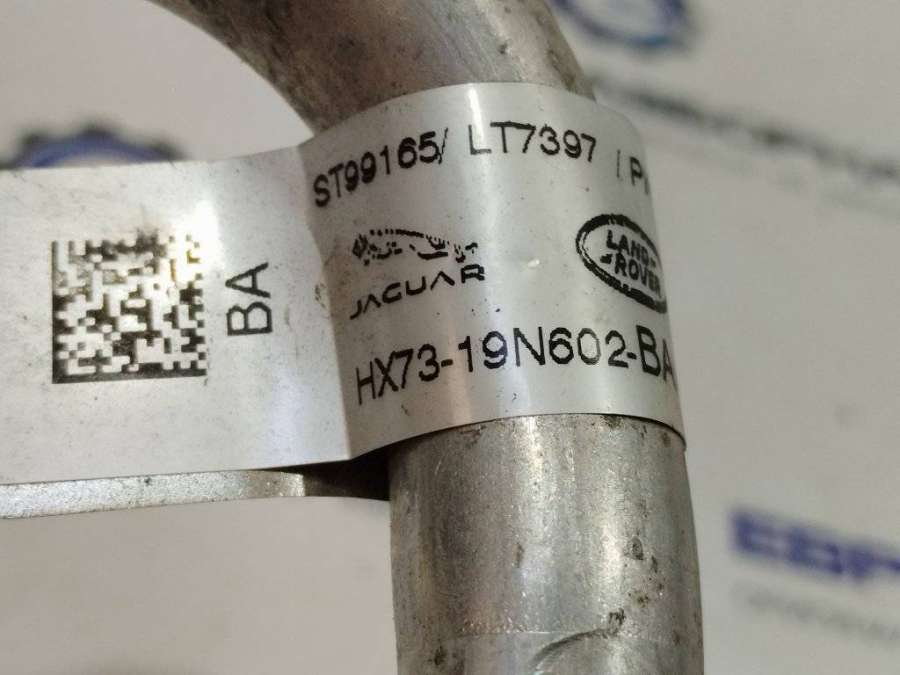 ST99165/ LT7397 / P
JAGUAR
LAND-
-ROVER
HX73-19N602-BA
BA